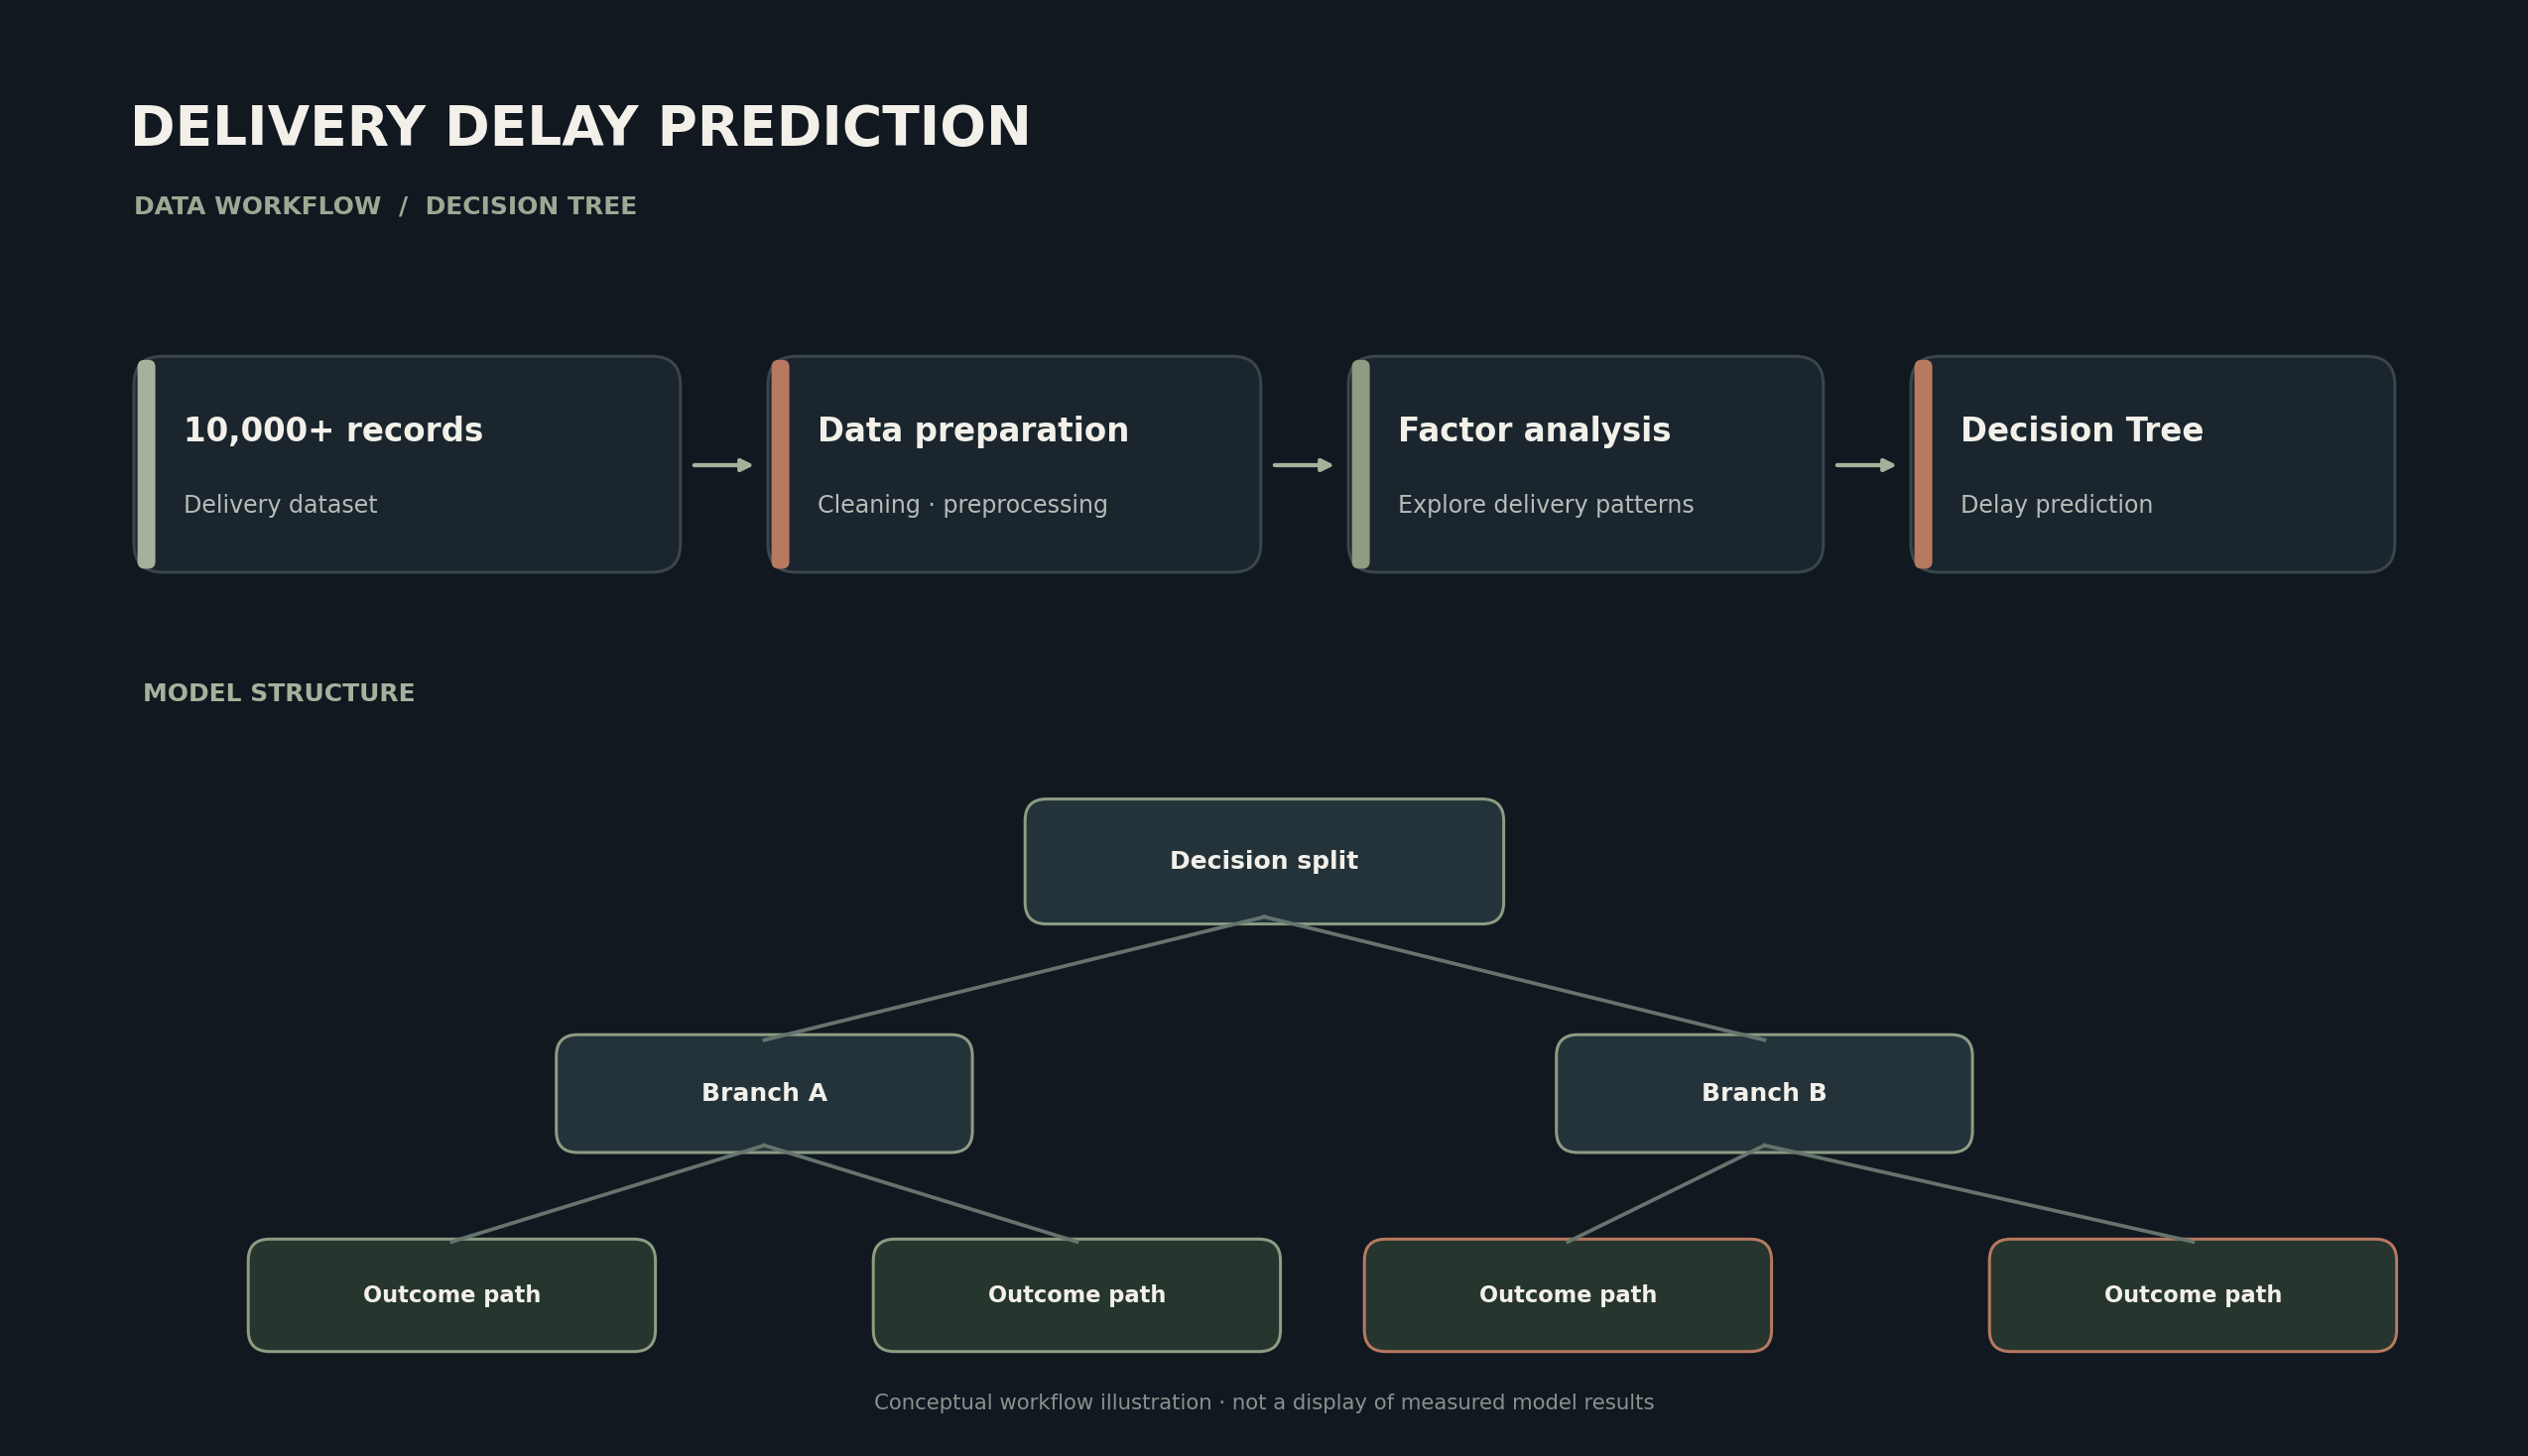 DELIVERY DELAY PREDICTION
DATA WORKFLOW / DECISION TREE
10,000+ records
Delivery dataset
Data preparation
Cleaning · preprocessing
Factor analysis
Explore delivery patterns
Decision Tree
Delay prediction
MODEL STRUCTURE
Decision split
Branch A
Branch B
Outcome path
Outcome path
Outcome path
Outcome path
Conceptual workflow illustration · not a display of measured model results